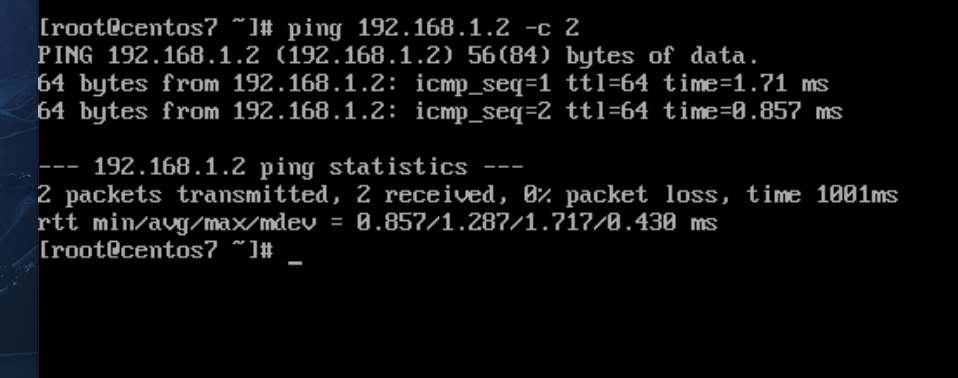 [root@centos7 ~]# ping 192.168.1.2 -c 2
PING 192.168.1.2 (192.168.1.2) 56(84) bytes of data.
64 bytes from 192.168.1.2: icmp_seq=1 ttl=64 time=1.71 ms
64 bytes from 192.168.1.2: icmp_seq=2 ttl=64 time=0.857 ms
--- 192.168.1.2 ping statistics ---
2 packets transmitted, 2 received, 0% packet loss, time 1001ms
rtt min/avg/max/mdev = 0.857/1.287/1.717/0.430 ms
[root@centos7 ~]# _